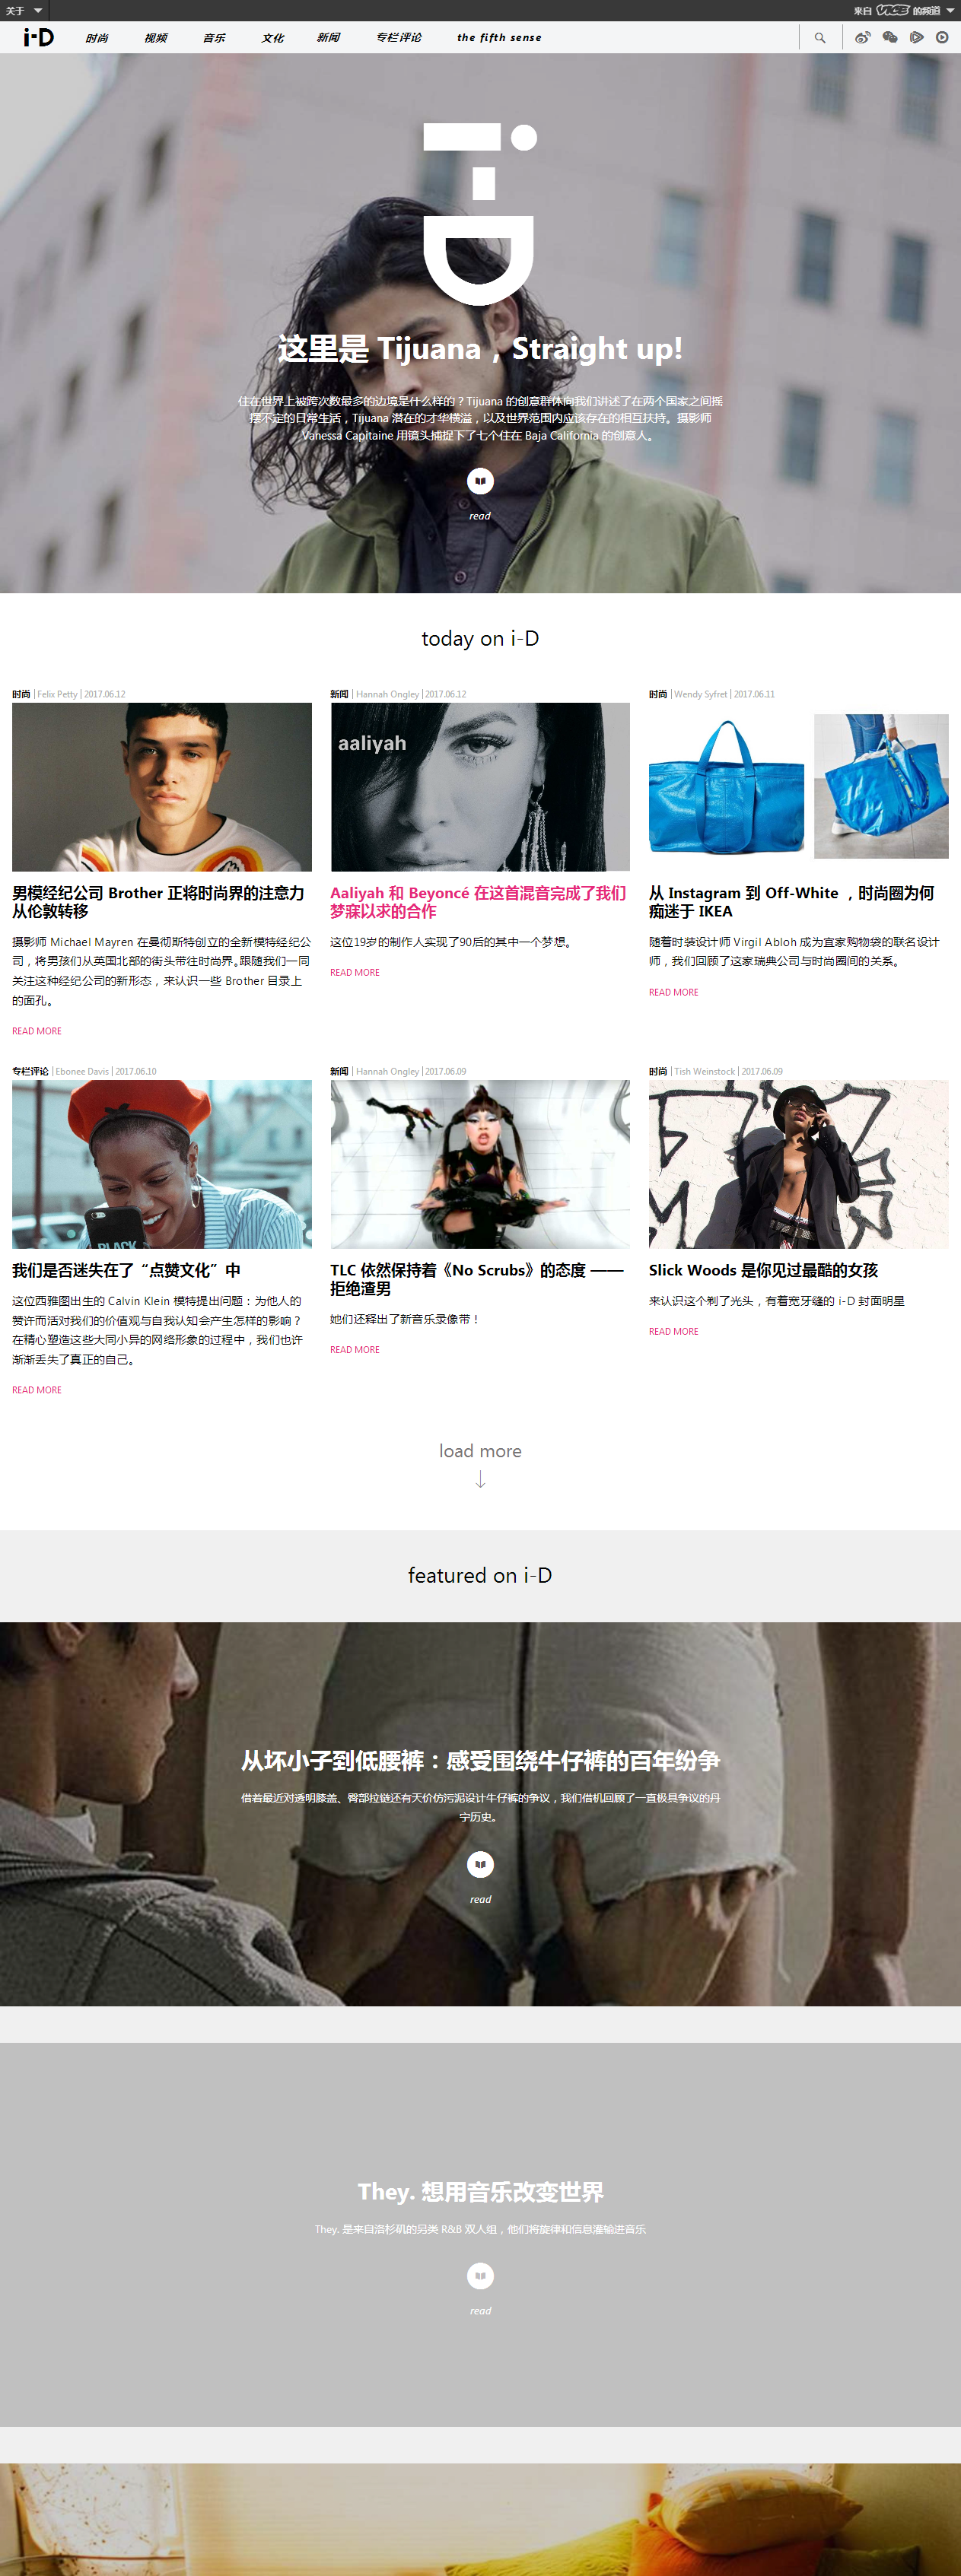 关于
来自 VICE 的频道
i-D
时尚 视频 音乐 文化 新闻 专栏评论 the fifth sense
i-D
这里是 Tijuana，Straight up!
住在世界上被跨次数最多的边境是什么样的？Tijuana 的创意群体向我们讲述了在两个国家之间摇
摆不定的日常生活，Tijuana 潜在的才华横溢，以及世界范围内应该存在的相互扶持。摄影师
Vanessa Capitaine 用镜头捕捉下了七个住在 Baja California 的创意人。
read
today on i-D
时尚 | Felix Petty | 2017.06.12
男模经纪公司 Brother 正将时尚界的注意力
从伦敦转移
摄影师 Michael Mayren 在曼彻斯特创立的全新模特经纪公
司，将男孩们从英国北部的街头带往时尚界。跟随我们一同
关注这种经纪公司的新形态，来认识一些 Brother 目录上
的面孔。
READ MORE
新闻 | Hannah Ongley | 2017.06.12
aaliyah
Aaliyah 和 Beyoncé 在这首混音完成了我们
梦寐以求的合作
这位19岁的制作人实现了90后的其中一个梦想。
READ MORE
时尚 | Wendy Syfret | 2017.06.11
从 Instagram 到 Off-White ，时尚圈为何
痴迷于 IKEA
随着时装设计师 Virgil Abloh 成为宜家购物袋的联名设计
师，我们回顾了这家瑞典公司与时尚圈间的关系。
READ MORE
专栏评论 | Ebonee Davis | 2017.06.10
BLACK
我们是否迷失在了“点赞文化”中
这位西雅图出生的 Calvin Klein 模特提出问题：为他人的
赞许而活对我们的价值观与自我认知会产生怎样的影响？
在精心塑造这些大同小异的网络形象的过程中，我们也许
渐渐丢失了真正的自己。
READ MORE
新闻 | Hannah Ongley | 2017.06.09
TLC 依然保持着《No Scrubs》的态度 ——
拒绝渣男
她们还释出了新音乐录像带！
READ MORE
时尚 | Tish Weinstock | 2017.06.09
Slick Woods 是你见过最酷的女孩
来认识这个剃了光头，有着宽牙缝的 i-D 封面明星
READ MORE
load more
featured on i-D
从坏小子到低腰裤：感受围绕牛仔裤的百年纷争
借着最近对透明膝盖、臀部拉链还有天价仿污泥设计牛仔裤的争议，我们借机回顾了一直极具争议的丹
宁历史。
read
They. 想用音乐改变世界
They. 是来自洛杉矶的另类 R&B 双人组，他们将旋律和信息灌输进音乐
read